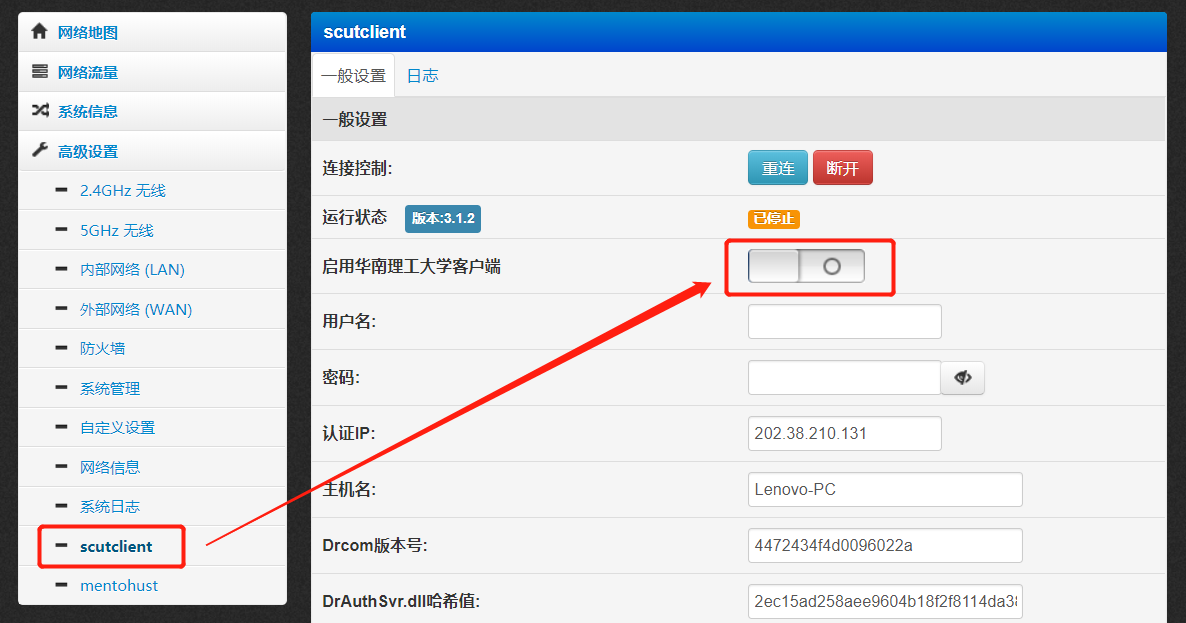 网络地图
网络流量
系统信息
高级设置
2.4GHz 无线
5GHz 无线
内部网络 (LAN)
外部网络 (WAN)
防火墙
系统管理
自定义设置
网络信息
系统日志
scutclient
mentohust
scutclient
一般设置 日志
一般设置
连接控制: 重连 断开
运行状态 版本:3.1.2 已停止
启用华南理工大学客户端
用户名:
密码:
认证IP: 202.38.210.131
主机名: Lenovo-PC
Drcom版本号: 4472434f4d0096022a
DrAuthSvr.dll哈希值: 2ec15ad258aee9604b18f2f8114da38